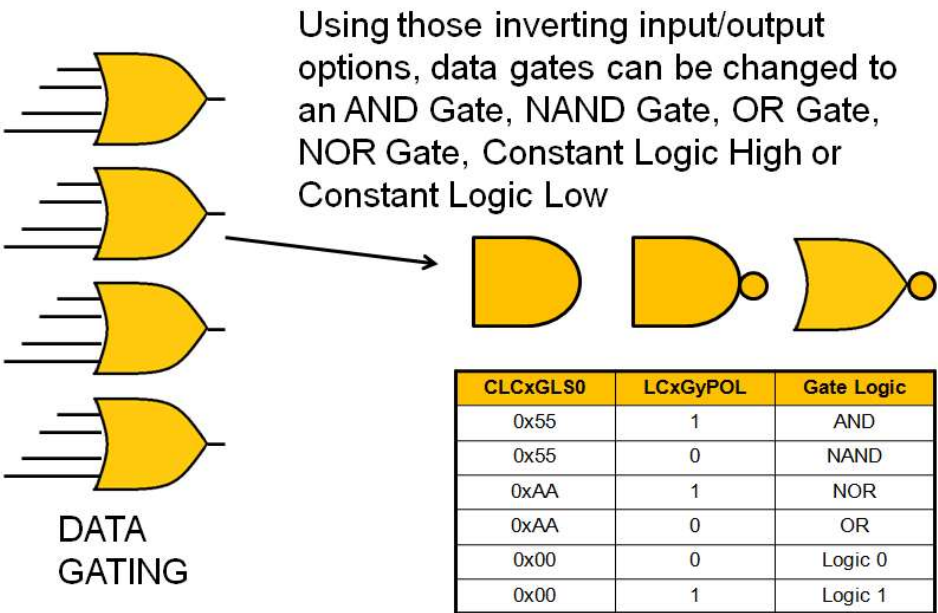 Using those inverting input/output
options, data gates can be changed to
an AND Gate, NAND Gate, OR Gate,
NOR Gate, Constant Logic High or
Constant Logic Low
CLCxGLS0 LCxGyPOL Gate Logic
0x55 1 AND
0x55 0 NAND
0xAA 1 NOR
0xAA 0 OR
0x00 0 Logic 0
0x00 1 Logic 1
DATA
GATING